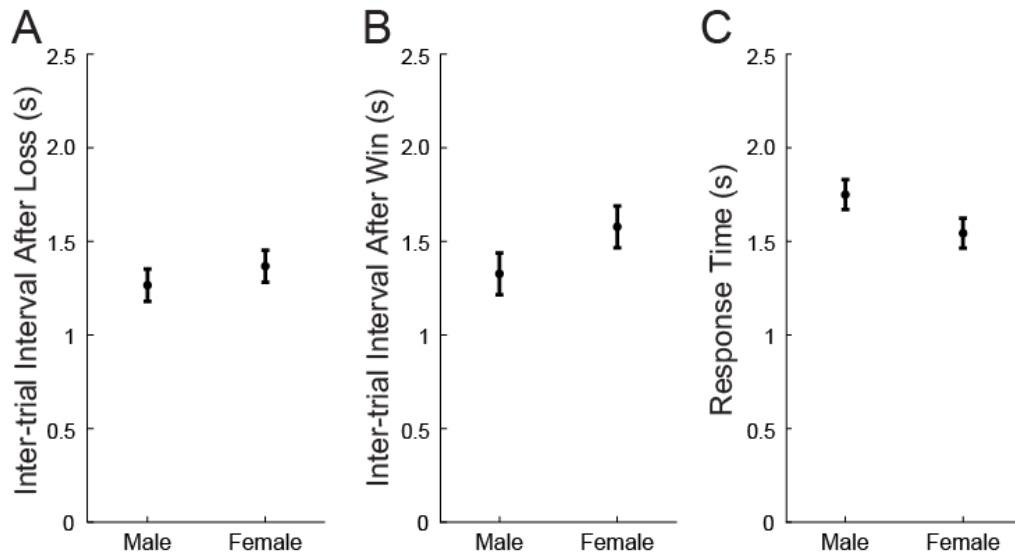 A
Inter-trial Interval After Loss (s)
2.5
2.0
1.5
1
0.5
0
Male Female
B
Inter-trial Interval After Win (s)
2.5
2.0
1.5
1
0.5
0
Male Female
C
Response Time (s)
2.5
2.0
1.5
1
0.5
0
Male Female